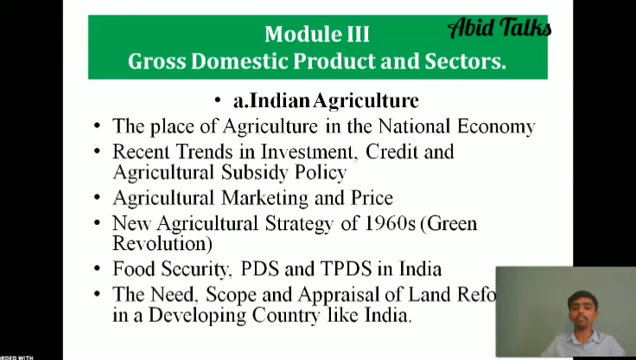 Abid Talks
Module III
Gross Domestic Product and Sectors.
• a.Indian Agriculture
• The place of Agriculture in the National Economy
• Recent Trends in Investment, Credit and
Agricultural Subsidy Policy
• Agricultural Marketing and Price
• New Agricultural Strategy of 1960s (Green
Revolution)
• Food Security, PDS and TPDS in India
• The Need, Scope and Appraisal of Land Refo
in a Developing Country like India.
RDED WITH